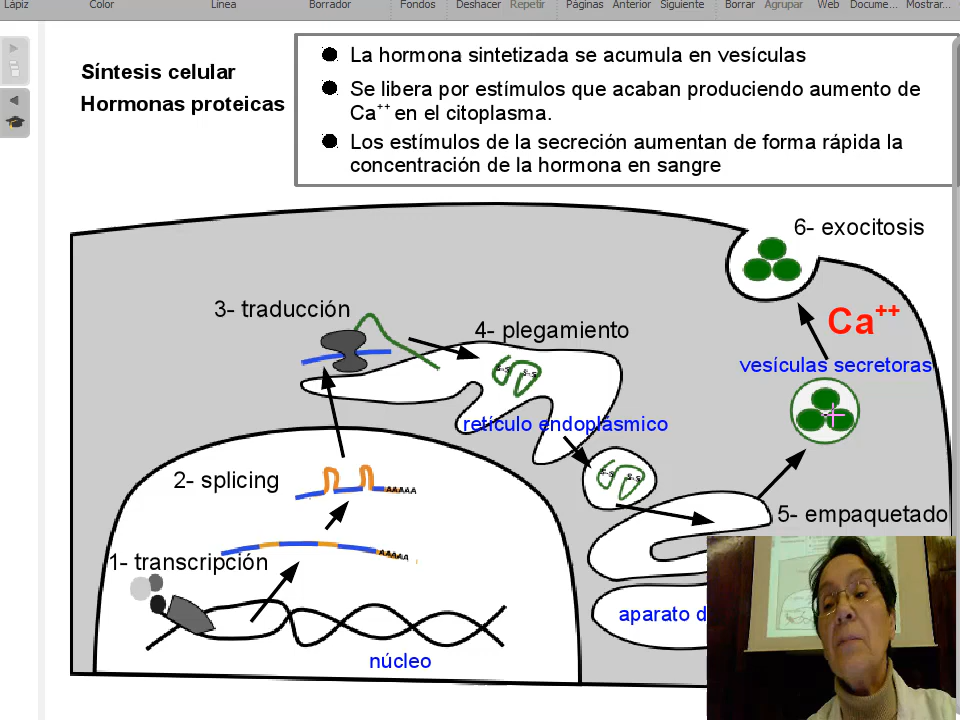 Lápiz Color Línea Borrador Fondos Deshacer Repetir Páginas Anterior Siguiente Borrar Agrupar Web Docume... Mostrar...
Síntesis celular
Hormonas proteicas
La hormona sintetizada se acumula en vesículas
Se libera por estímulos que acaban produciendo aumento de
Ca++ en el citoplasma.
Los estímulos de la secreción aumentan de forma rápida la
concentración de la hormona en sangre
6- exocitosis
3- traducción
Ca++
4- plegamiento
vesículas secretoras
S-S S-S
retículo endoplásmico
2- splicing
S-S S-S
AAAAA
5- empaquetado
1- transcripción
AAAAA
aparato d
núcleo